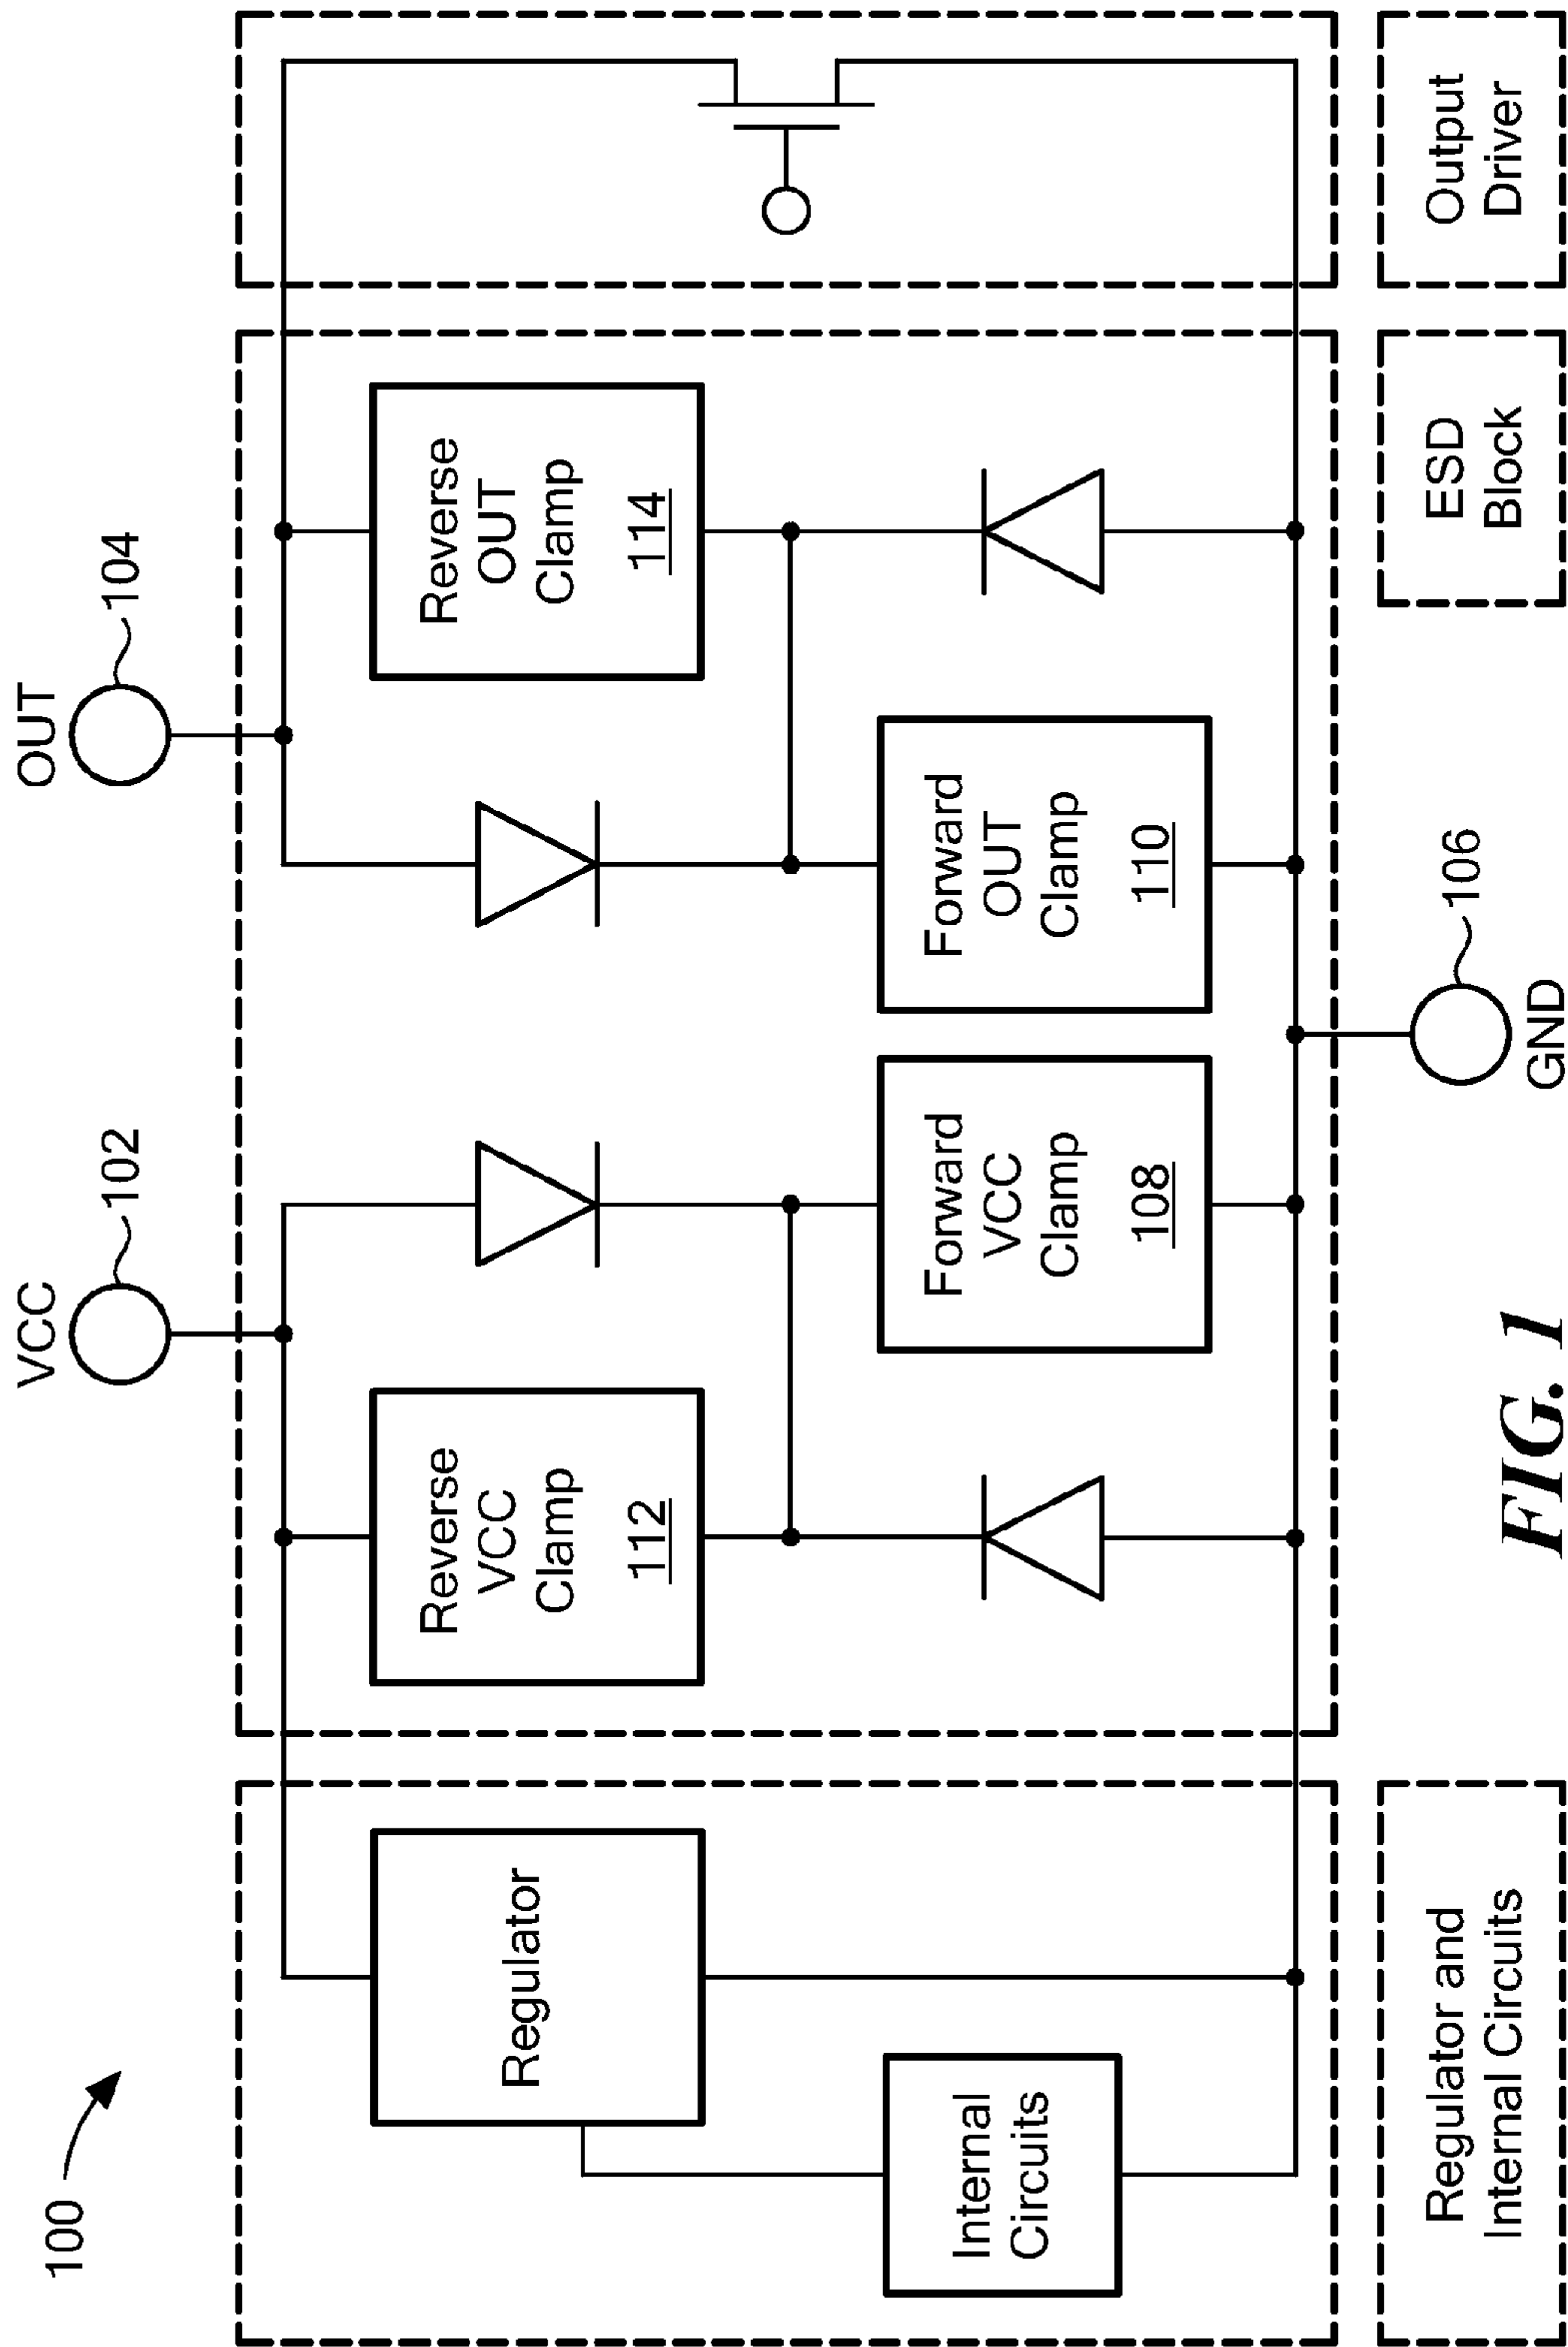 100
VCC
102
OUT
104
Regulator
Internal
Circuits
Reverse
VCC
Clamp
112
Forward
VCC
Clamp
108
Forward
OUT
Clamp
110
Reverse
OUT
Clamp
114
106
GND
Regulator and
Internal Circuits
ESD
Block
Output
Driver
FIG. 1